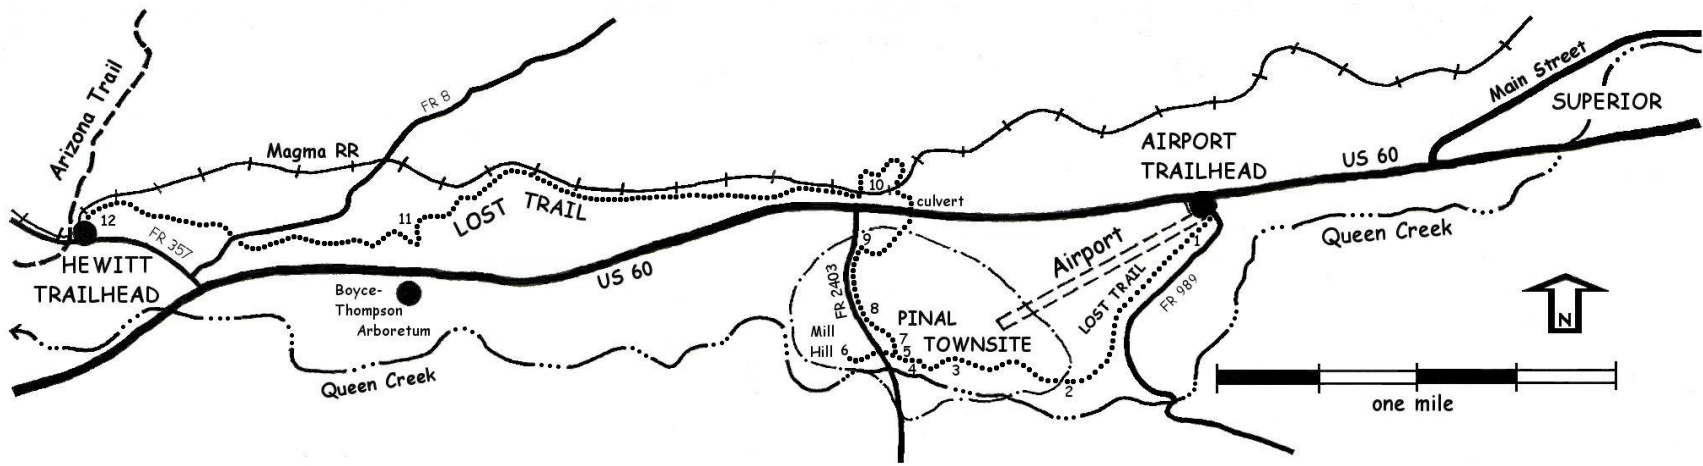 Arizona Trail
Magma RR
FR 8
Main Street
SUPERIOR
AIRPORT
TRAILHEAD
US 60
12
11
10
culvert
LOST TRAIL
FR 357
HEWITT
TRAILHEAD
9
Airport
1
Queen Creek
US 60
Boyce-
Thompson
Arboretum
FR 2403
LOST TRAIL
FR 989
8
PINAL
TOWNSITE
Mill
Hill
6
7
5
4
3
2
N
Queen Creek
one mile